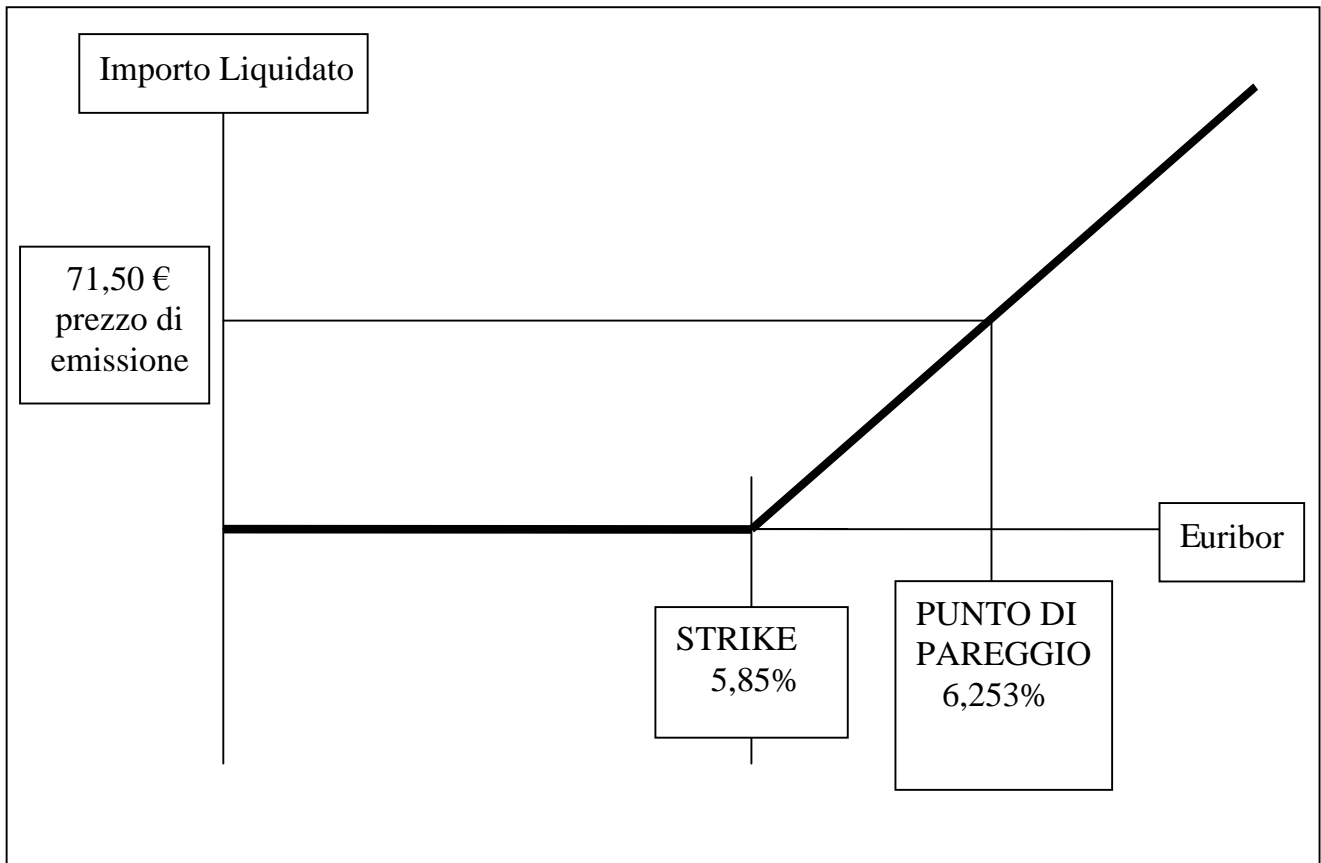 Importo Liquidato
71,50 €
prezzo di
emissione
Euribor
STRIKE
5,85%
PUNTO DI
PAREGGIO
6,253%